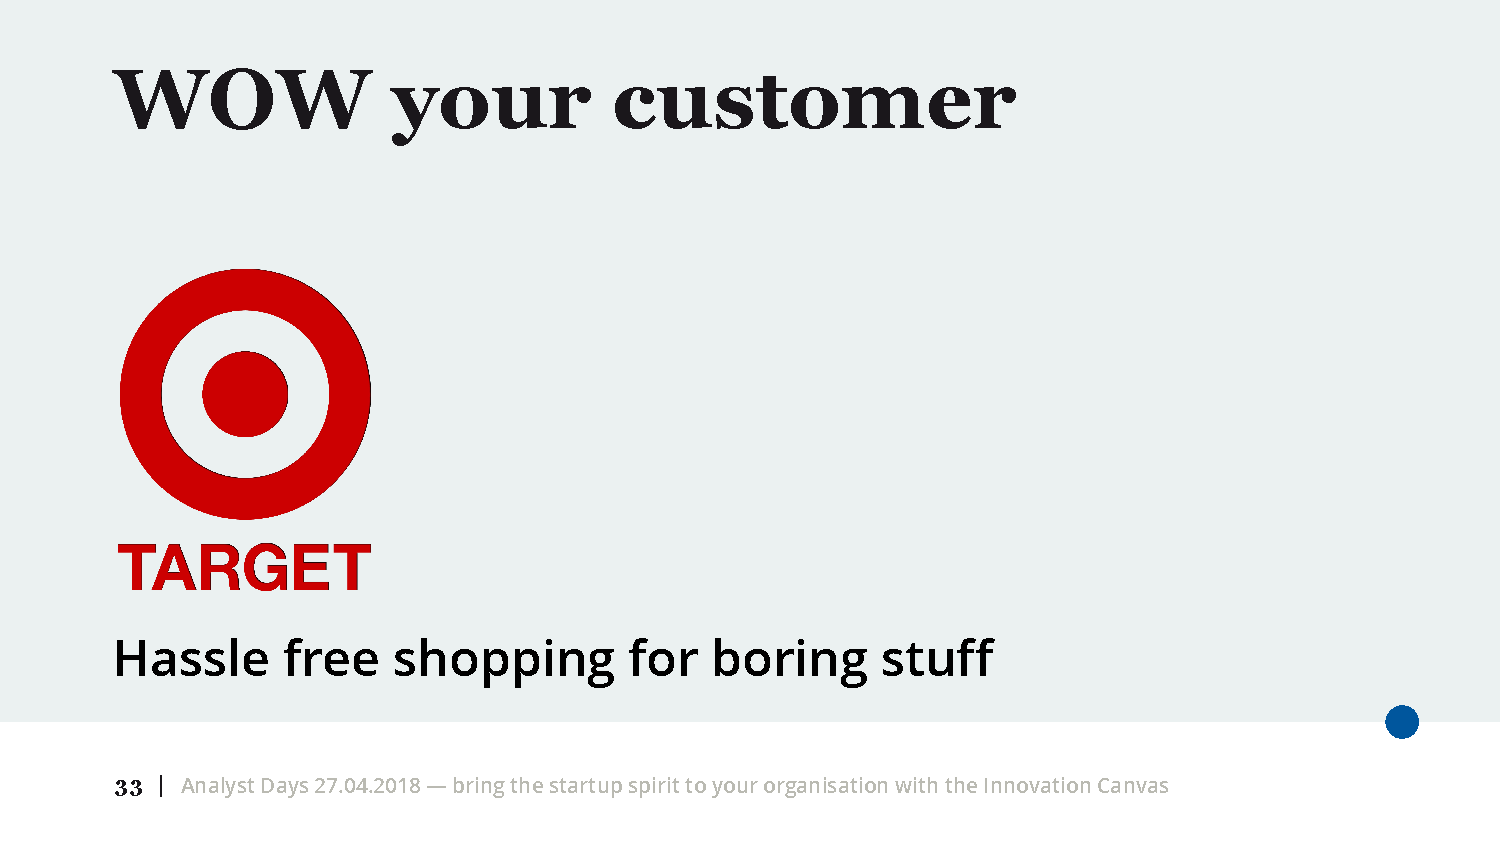 WOW your customer
TARGET
Hassle free shopping for boring stuff
33 | Analyst Days 27.04.2018 — bring the startup spirit to your organisation with the Innovation Canvas